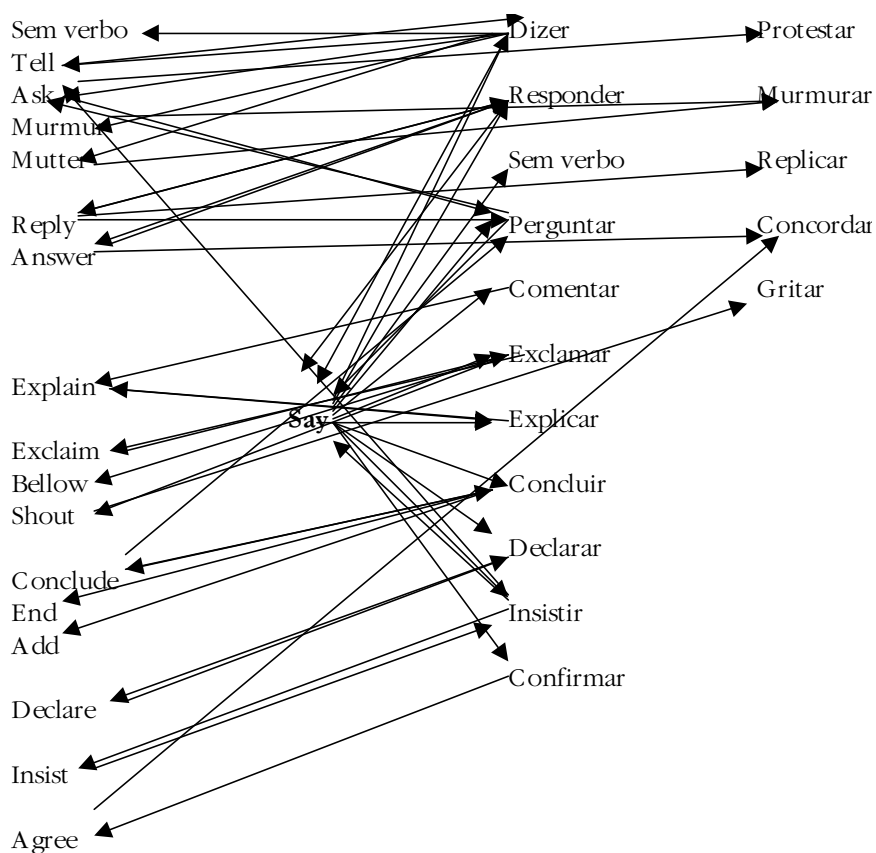 Sem verbo Dizer Protestar
Tell
Ask Responder Murmurar
Murmur
Mutter Sem verbo Replicar
Reply Perguntar Concordar
Answer
Comentar Gritar
Exclamar
Explain
Say Explicar
Exclaim
Bellow Concluir
Shout
Declarar
Conclude
End Insistir
Add
Confirmar
Declare
Insist
Agree